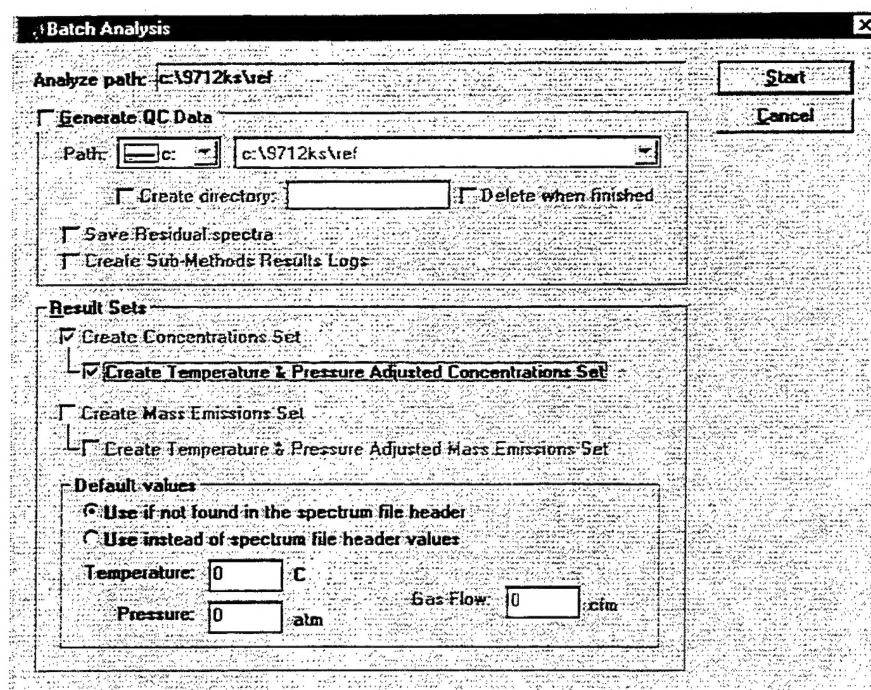 Batch Analysis
Analyze path: c:\9712ks\ref
Start
Generate QC Data
Cancel
Path: c: c:\9712ks\ref
Create directory: Delete when finished
Save Residual spectra
Create Sub-Methods Results Logs
Result Sets
Create Concentrations Set
Create Temperature & Pressure Adjusted Concentrations Set
Create Mass Emissions Set
Create Temperature & Pressure Adjusted Mass Emissions Set
Default values
Use if not found in the spectrum file header
Use instead of spectrum file header values
Temperature: 0 C
Gas Flow: 0 cfm
Pressure: 0 atm